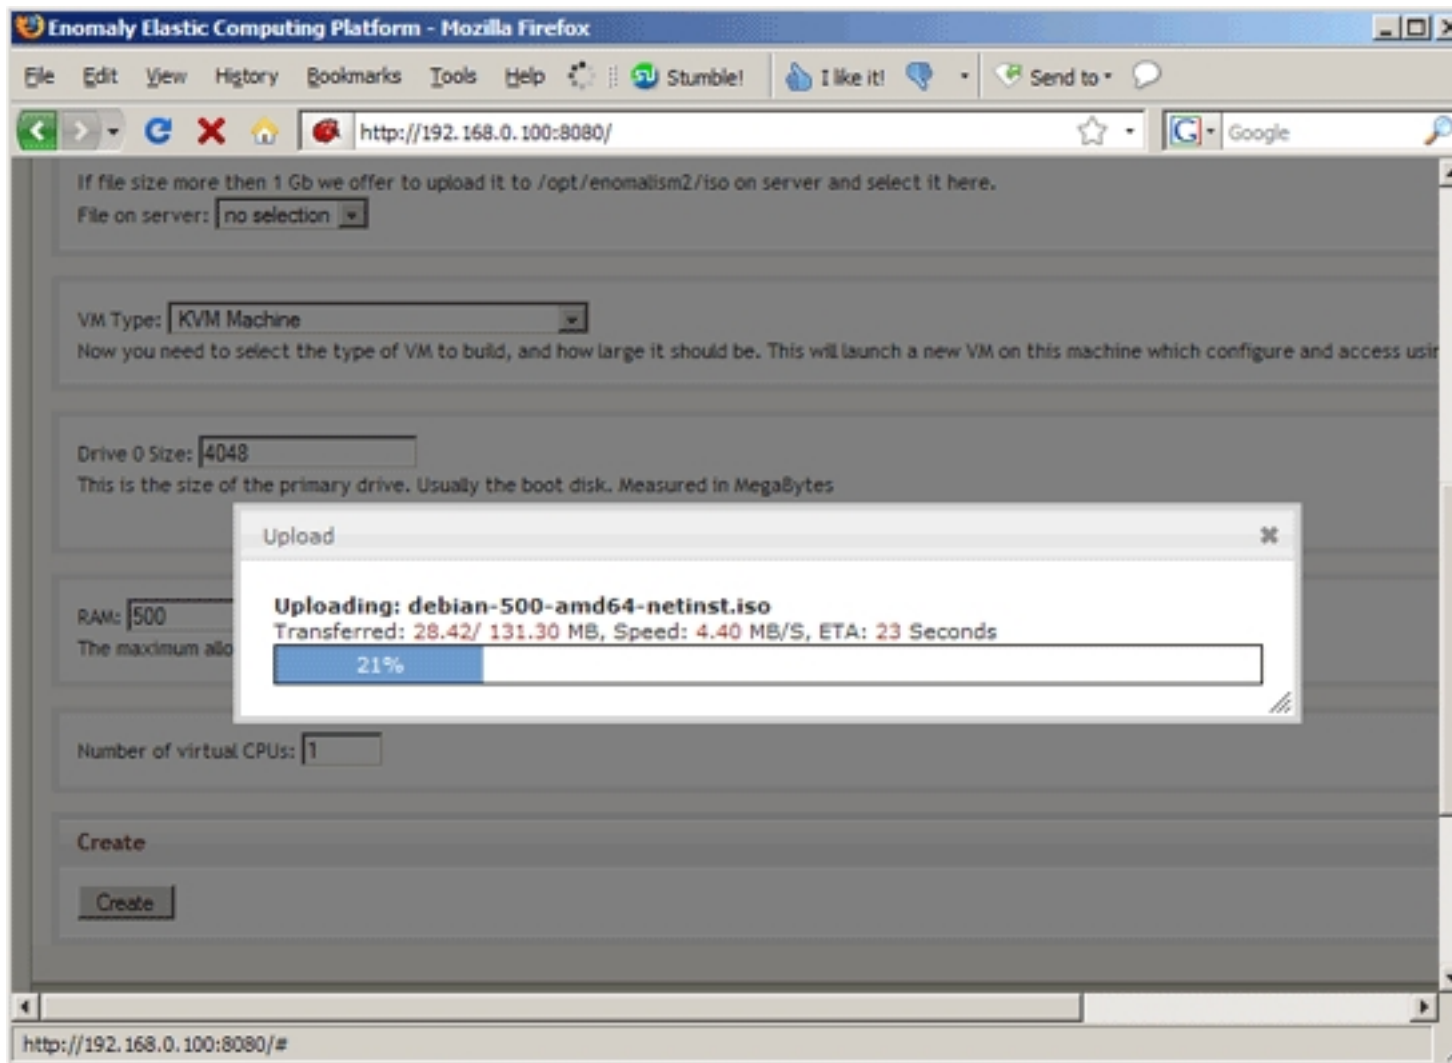 Enomaly Elastic Computing Platform - Mozilla Firefox
File Edit View History Bookmarks Tools Help Stumble! I like it! Send to
http://192.168.0.100:8080/ Google
If file size more then 1 Gb we offer to upload it to /opt/enomalism2/iso on server and select it here.
File on server: no selection
VM Type: KVM Machine
Now you need to select the type of VM to build, and how large it should be. This will launch a new VM on this machine which configure and access usin
Drive 0 Size: 4048
This is the size of the primary drive. Usually the boot disk. Measured in MegaBytes
Upload
Uploading: debian-500-amd64-netinst.iso
Transferred: 28.42/ 131.30 MB, Speed: 4.40 MB/S, ETA: 23 Seconds
21%
RAM: 500
The maximum allo
Number of virtual CPUs: 1
Create
Create
http://192.168.0.100:8080/#